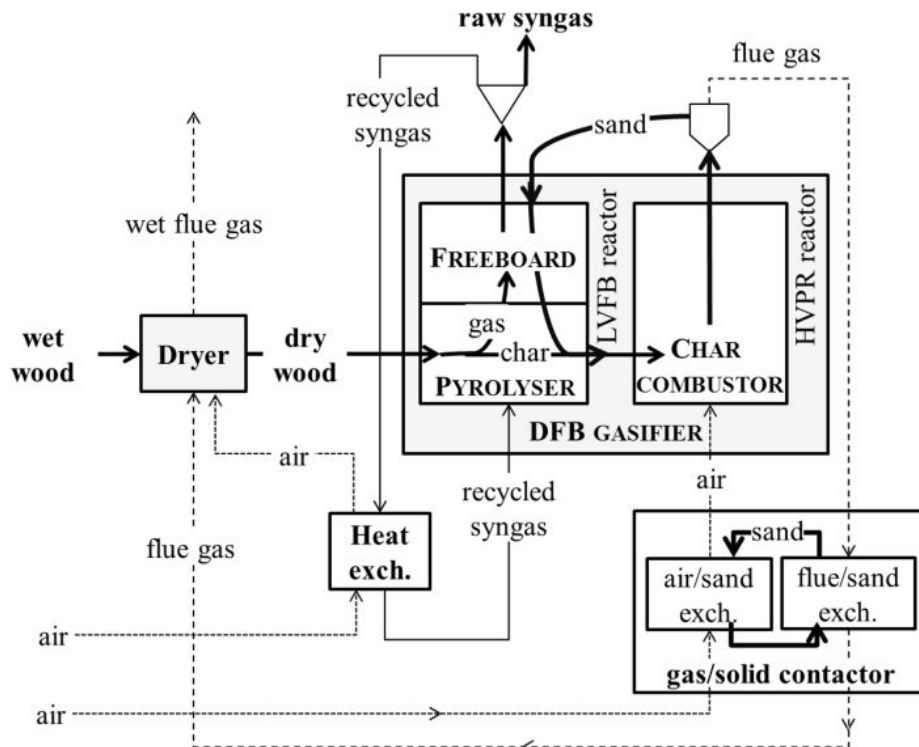 raw syngas
flue gas
recycled
syngas
sand
wet flue gas
FREEBOARD
LVFB reactor
HVPR reactor
wet
wood
Dryer
dry
wood
gas
char
PYROLYSER
CHAR
COMBUSTOR
DFB GASIFIER
air
recycled
syngas
air
Heat
exch.
flue gas
sand
air/sand
exch.
flue/sand
exch.
gas/solid contactor
air
air